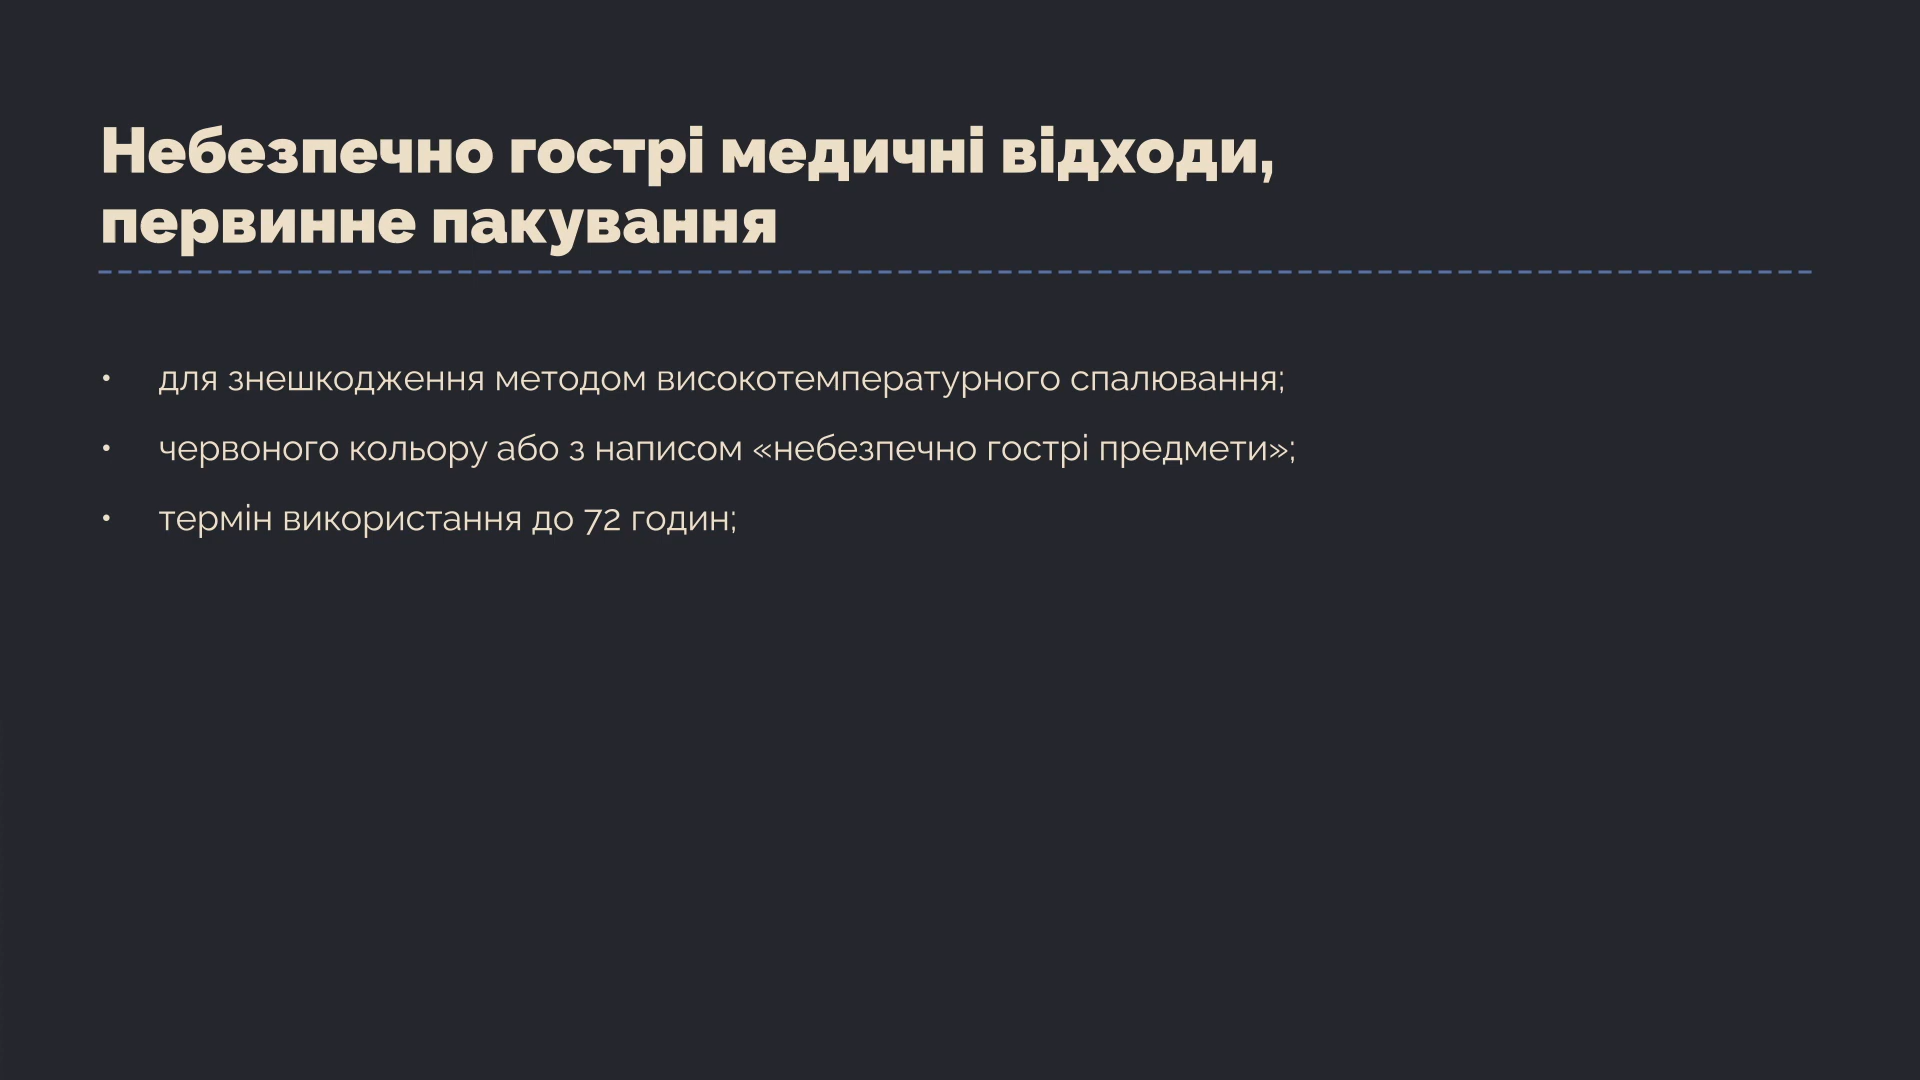 Небезпечно гострі медичні відходи,
первинне пакування
• для знешкодження методом високотемпературного спалювання;
• червоного кольору або з написом «небезпечно гострі предмети»;
• термін використання до 72 годин;